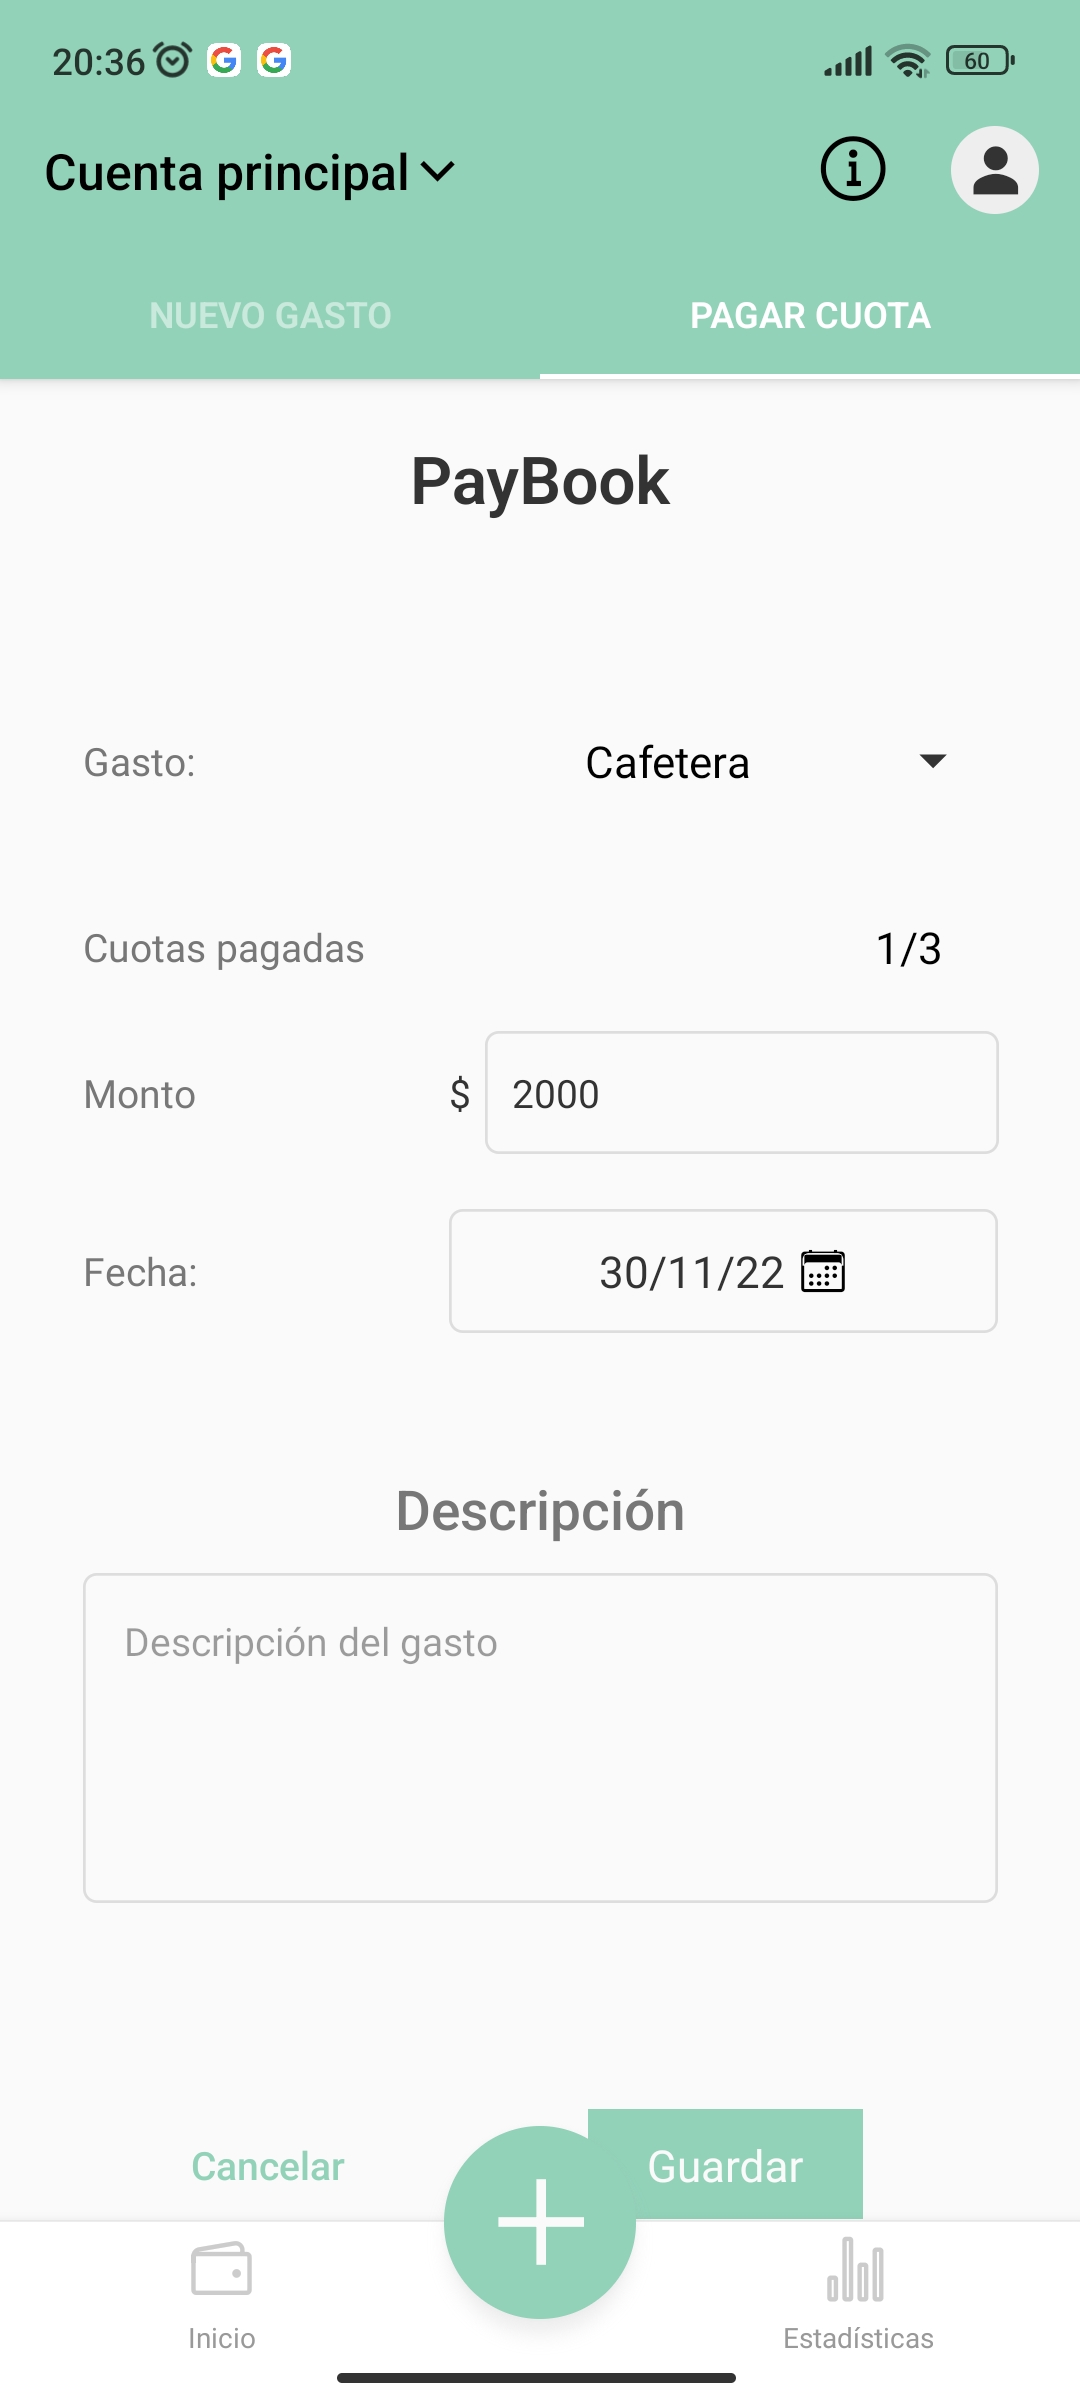 20:36
60
Cuenta principal
NUEVO GASTO
PAGAR CUOTA
PayBook
Gasto:
Cafetera
Cuotas pagadas
1/3
Monto
$ 2000
Fecha:
30/11/22
Descripción
Descripción del gasto
Cancelar
Guardar
Inicio
Estadísticas